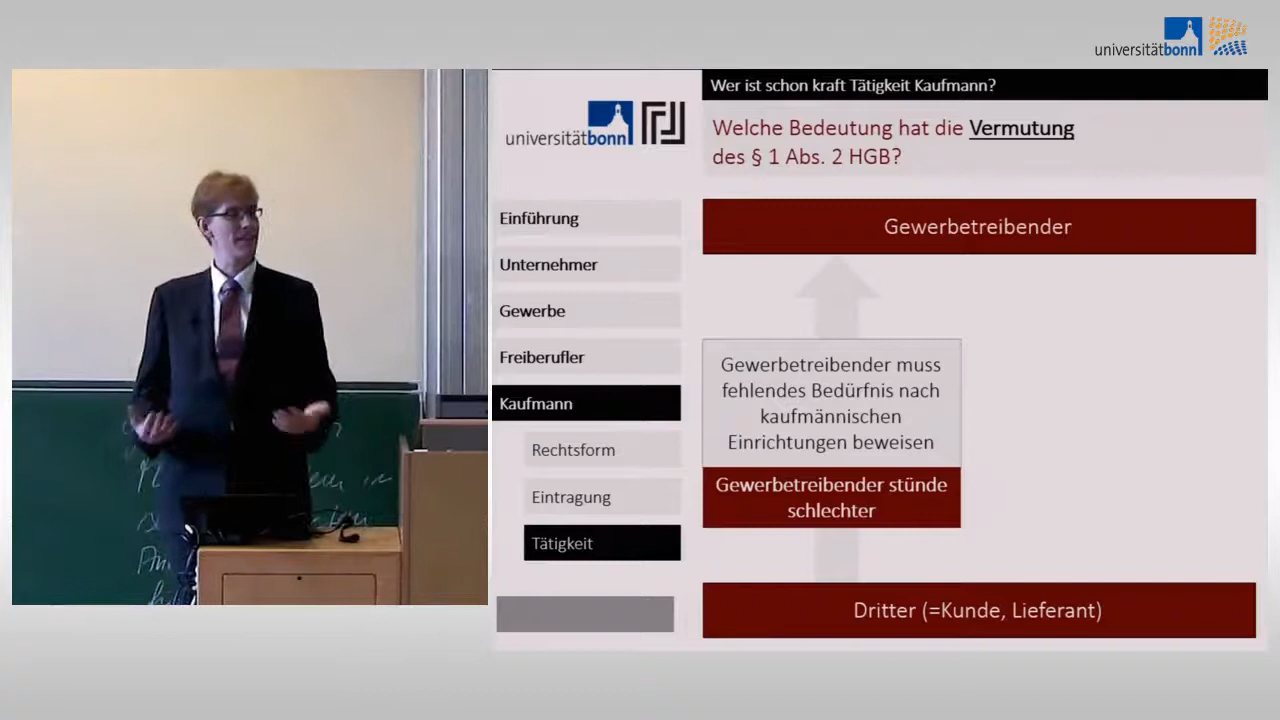 universitätbonn
Wer ist schon kraft Tätigkeit Kaufmann?
universitätbonn
Welche Bedeutung hat die Vermutung
des § 1 Abs. 2 HGB?
Einführung
Unternehmer
Gewerbe
Freiberufler
Kaufmann
Rechtsform
Eintragung
Tätigkeit
Gewerbetreibender
Gewerbetreibender muss
fehlendes Bedürfnis nach
kaufmännischen
Einrichtungen beweisen
Gewerbetreibender stünde
schlechter
Dritter (=Kunde, Lieferant)